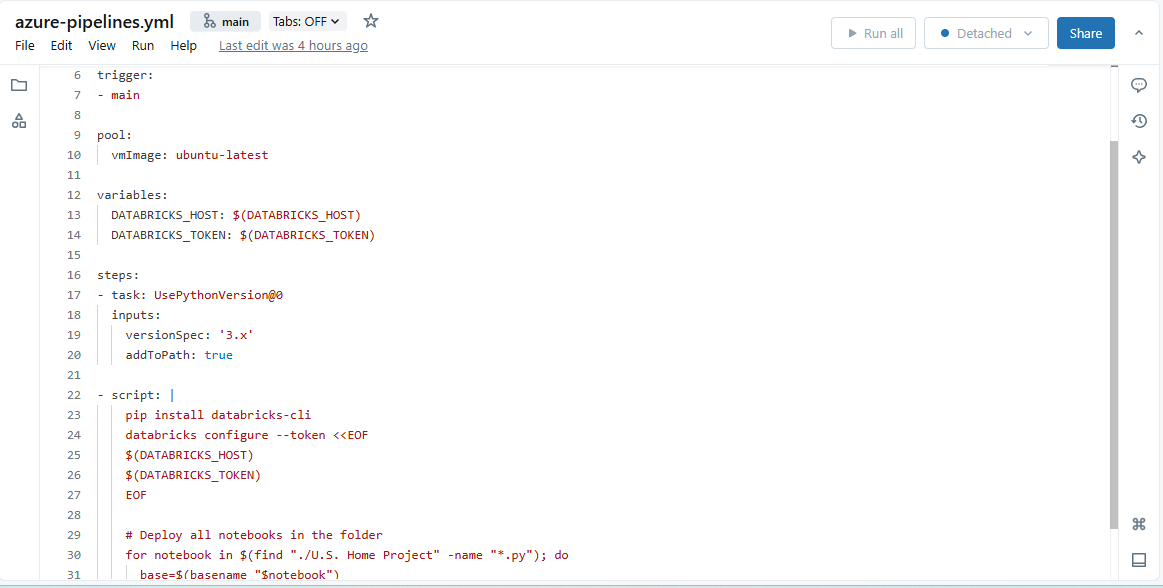 azure-pipelines.yml main Tabs: OFF
File Edit View Run Help Last edit was 4 hours ago
Run all Detached Share
6 trigger:
7 - main
8
9 pool:
10 vmImage: ubuntu-latest
11
12 variables:
13 DATABRICKS_HOST: $(DATABRICKS_HOST)
14 DATABRICKS_TOKEN: $(DATABRICKS_TOKEN)
15
16 steps:
17 - task: UsePythonVersion@0
18 inputs:
19 versionSpec: '3.x'
20 addToPath: true
21
22 - script: |
23 pip install databricks-cli
24 databricks configure --token <<EOF
25 $(DATABRICKS_HOST)
26 $(DATABRICKS_TOKEN)
27 EOF
28
29 # Deploy all notebooks in the folder
30 for notebook in $(find "./U.S. Home Project" -name "*.py"); do
31 base=$(basename "$notebook")